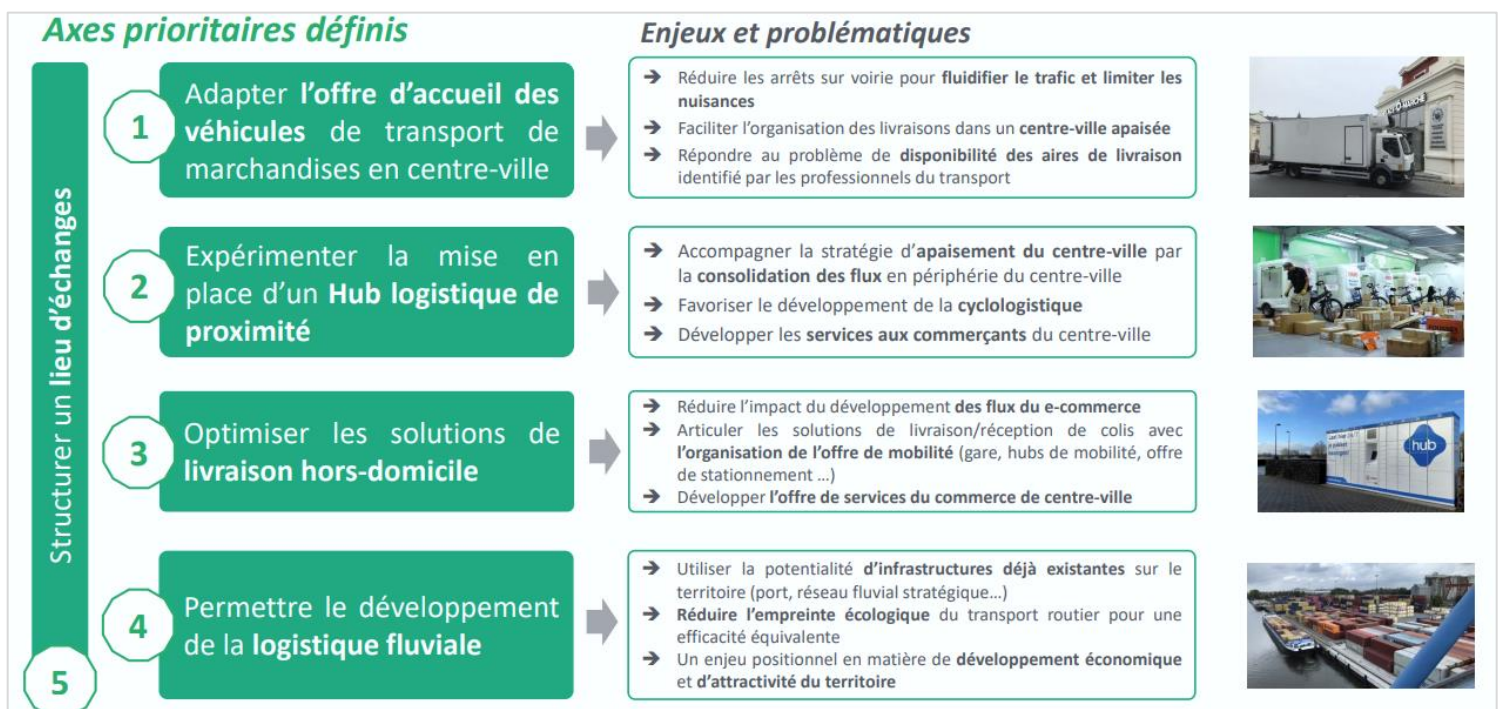 Axes prioritaires définis
Enjeux et problématiques
Structurer un lieu d'échanges
5
1
Adapter l'offre d'accueil des
véhicules de transport de
marchandises en centre-ville
➔ Réduire les arrêts sur voirie pour fluidifier le trafic et limiter les
nuisances
➔ Faciliter l'organisation des livraisons dans un centre-ville apaisée
➔ Répondre au problème de disponibilité des aires de livraison
identifié par les professionnels du transport
2
Expérimenter la mise en
place d'un Hub logistique de
proximité
➔ Accompagner la stratégie d'apaisement du centre-ville par
la consolidation des flux en périphérie du centre-ville
➔ Favoriser le développement de la cyclologistique
➔ Développer les services aux commerçants du centre-ville
3
Optimiser les solutions de
livraison hors-domicile
➔ Réduire l'impact du développement des flux du e-commerce
➔ Articuler les solutions de livraison/réception de colis avec
l'organisation de l'offre de mobilité (gare, hubs de mobilité, offre
de stationnement ...)
➔ Développer l'offre de services du commerce de centre-ville
hub
4
Permettre le développement
de la logistique fluviale
➔ Utiliser la potentialité d'infrastructures déjà existantes sur le
territoire (port, réseau fluvial stratégique...)
➔ Réduire l'empreinte écologique du transport routier pour une
efficacité équivalente
➔ Un enjeu positionnel en matière de développement économique
et d'attractivité du territoire